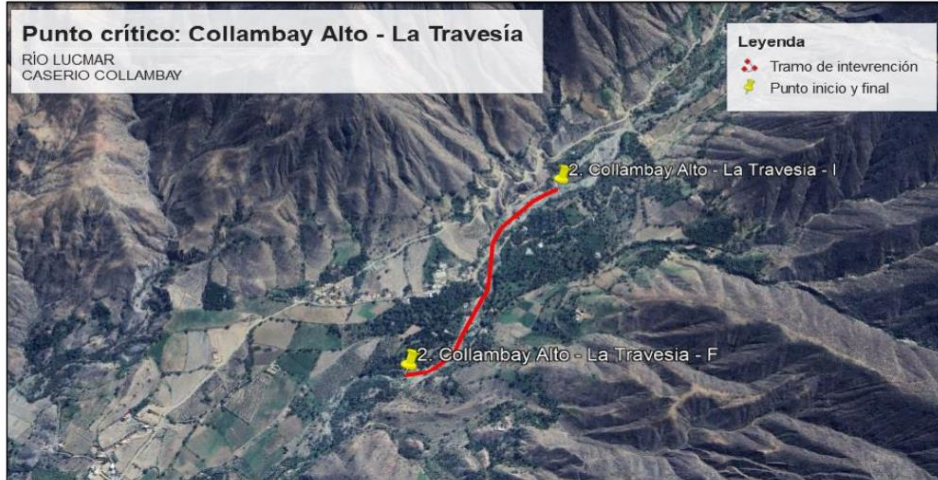 Punto crítico: Collambay Alto - La Travesía
RÍO LUCMAR
CASERIO COLLAMBAY
Leyenda
Tramo de intevrención
Punto inicio y final
2. Collambay Alto - La Travesia - I
2. Collambay Alto - La Travesia - F